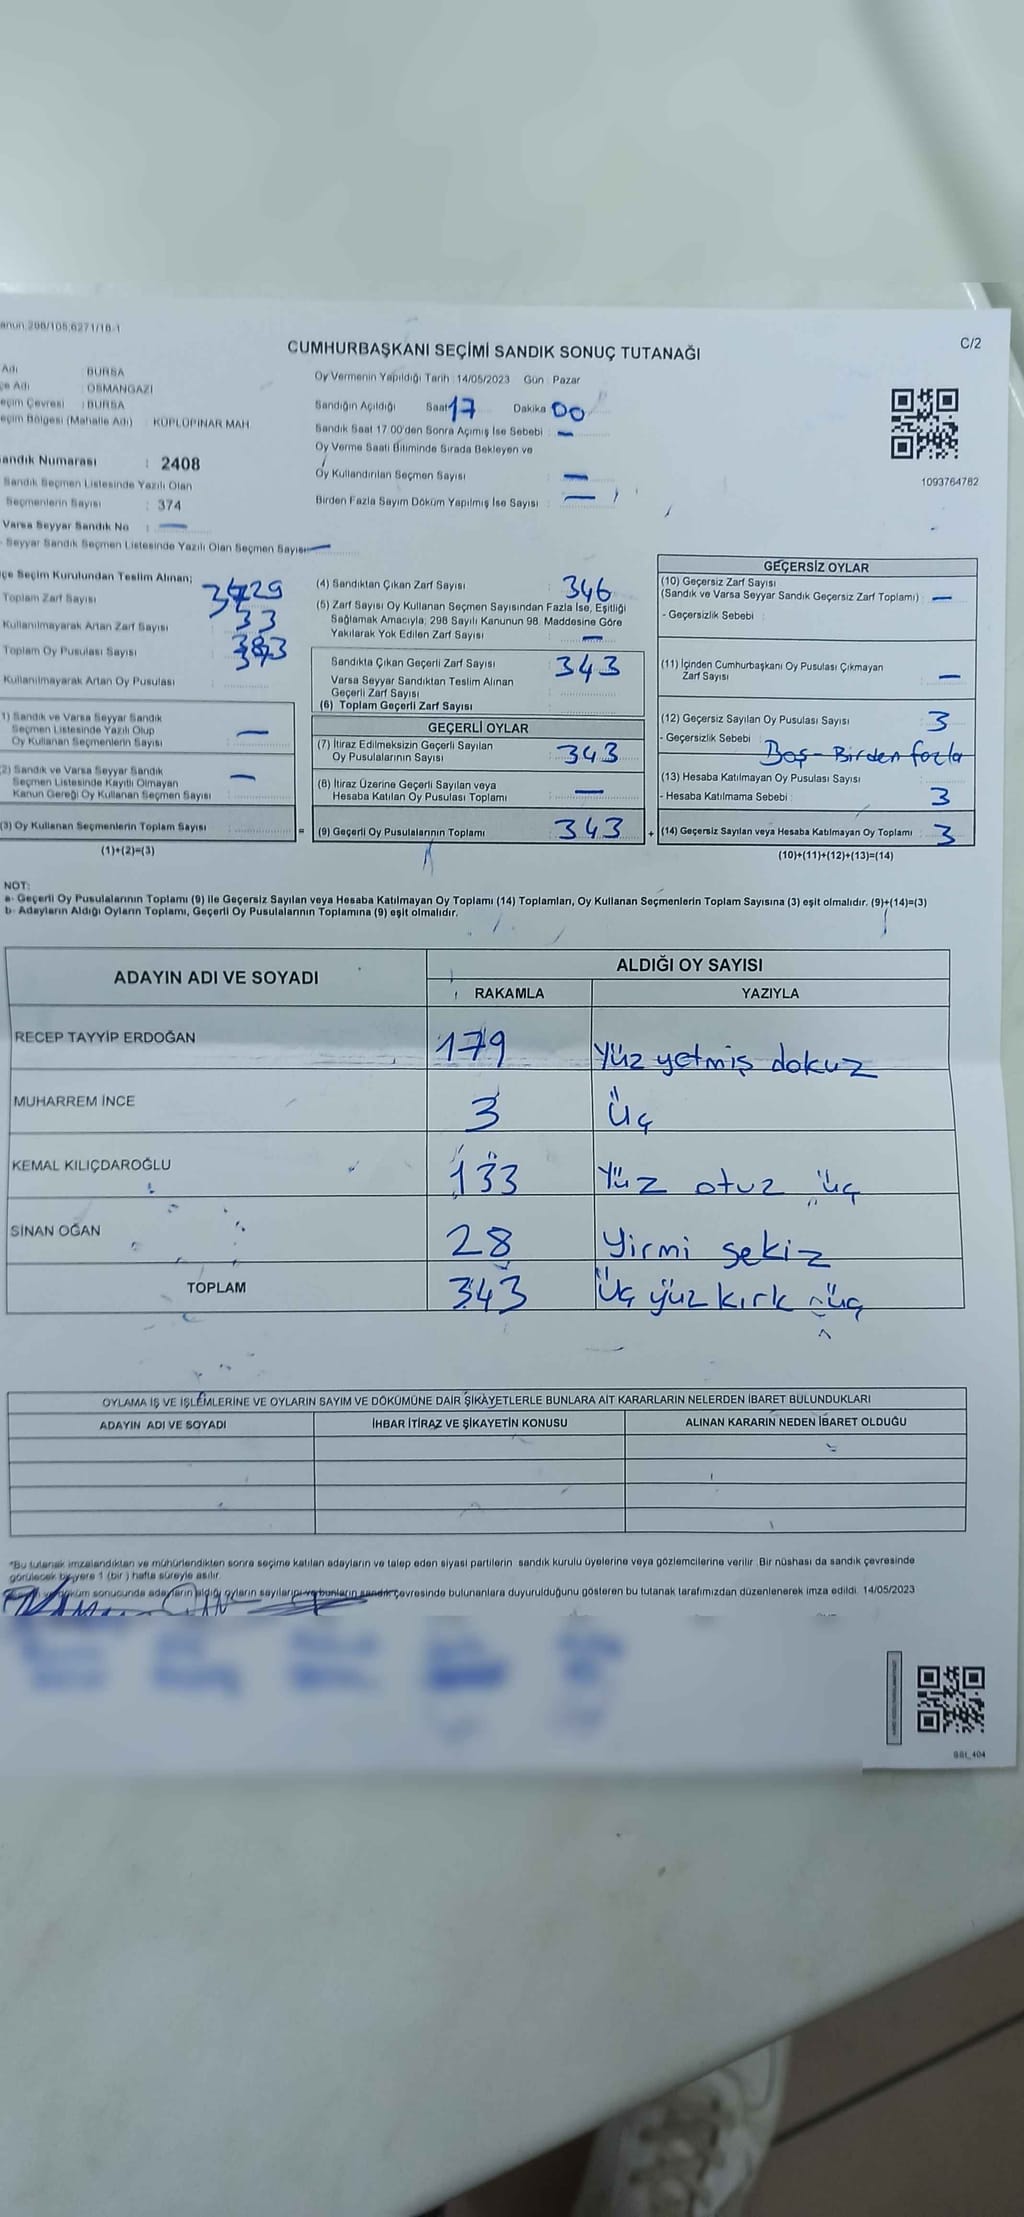 anun:298/105;6271/18-1
C/2
CUMHURBAŞKANI SEÇİMİ SANDIK SONUÇ TUTANAĞI
Adı : BURSA
çe Adı : OSMANGAZİ
eçim Çevresi : BURSA
eçim Bölgesi (Mahalle Adı) : KÜPLÜPINAR MAH.
andık Numarası : 2408
Sandık Seçmen Listesinde Yazılı Olan
Seçmenlerin Sayısı : 374
Varsa Seyyar Sandık No : —
- Seyyar Sandık Seçmen Listesinde Yazılı Olan Seçmen Sayısı —
Oy Vermenin Yapıldığı Tarih : 14/05/2023 Gün : Pazar
Sandığın Açıldığı Saat 17 Dakika 00
Sandık Saat 17:00'den Sonra Açımış İse Sebebi : —
Oy Verme Saati Bitiminde Sırada Bekleyen ve
Oy Kullandırılan Seçmen Sayısı : —
Birden Fazla Sayım Döküm Yapılmış İse Sayısı : —
1093764782
çe Seçim Kurulundan Teslim Alınan;
Toplam Zarf Sayısı
Kullanılmayarak Artan Zarf Sayısı 33
Toplam Oy Pusulası Sayısı
Kullanılmayarak Artan Oy Pusulası
1) Sandık ve Varsa Seyyar Sandık
Seçmen Listesinde Yazılı Olup
Oy Kullanan Seçmenlerin Sayısı —
(2) Sandık ve Varsa Seyyar Sandık
Seçmen Listesinde Kayıtlı Olmayan
Kanun Gereği Oy Kullanan Seçmen Sayısı —
(3) Oy Kullanan Seçmenlerin Toplam Sayısı =
(1)+(2)=(3)
(4) Sandıktan Çıkan Zarf Sayısı : 346
(5) Zarf Sayısı Oy Kullanan Seçmen Sayısından Fazla İse, Eşitliği
Sağlamak Amacıyla; 298 Sayılı Kanunun 98. Maddesine Göre
Yakılarak Yok Edilen Zarf Sayısı —
Sandıkta Çıkan Geçerli Zarf Sayısı 343
Varsa Seyyar Sandıktan Teslim Alınan
Geçerli Zarf Sayısı
(6) Toplam Geçerli Zarf Sayısı
GEÇERLİ OYLAR
(7) İtiraz Edilmeksizin Geçerli Sayılan
Oy Pusulalarının Sayısı : 343
(8) İtiraz Üzerine Geçerli Sayılan veya
Hesaba Katılan Oy Pusulası Toplamı —
(9) Geçerli Oy Pusulalarının Toplamı 343 +
GEÇERSİZ OYLAR
(10) Geçersiz Zarf Sayısı
(Sandık ve Varsa Seyyar Sandık Geçersiz Zarf Toplamı) —
- Geçersizlik Sebebi :
(11) İçinden Cumhurbaşkanı Oy Pusulası Çıkmayan
Zarf Sayısı —
(12) Geçersiz Sayılan Oy Pusulası Sayısı 3
- Geçersizlik Sebebi : Boş - Birden fazla
(13) Hesaba Katılmayan Oy Pusulası Sayısı
- Hesaba Katılmama Sebebi : 3
(14) Geçersiz Sayılan veya Hesaba Katılmayan Oy Toplamı 3
(10)+(11)+(12)+(13)=(14)
NOT:
a- Geçerli Oy Pusulalarının Toplamı (9) ile Geçersiz Sayılan veya Hesaba Katılmayan Oy Toplamı (14) Toplamları, Oy Kullanan Seçmenlerin Toplam Sayısına (3) eşit olmalıdır. (9)+(14)=(3)
b- Adayların Aldığı Oyların Toplamı, Geçerli Oy Pusulalarının Toplamına (9) eşit olmalıdır.
ADAYIN ADI VE SOYADI
ALDIĞI OY SAYISI
RAKAMLA YAZIYLA
RECEP TAYYİP ERDOĞAN 179 Yüz yetmiş dokuz
MUHARREM İNCE 3 Üç
KEMAL KILIÇDAROĞLU 133 Yüz otuz üç
SİNAN OĞAN 28 Yirmi sekiz
TOPLAM 343 Üç yüz kırk üç
OYLAMA İŞ VE İŞLEMLERİNE VE OYLARIN SAYIM VE DÖKÜMÜNE DAİR ŞİKAYETLERLE BUNLARA AİT KARARLARIN NELERDEN İBARET BULUNDUKLARI
ADAYIN ADI VE SOYADI İHBAR İTİRAZ VE ŞİKAYETİN KONUSU ALINAN KARARIN NEDEN İBARET OLDUĞU
*Bu tutanak imzalandıktan ve mühürlendikten sonra seçime katılan adayların ve talep eden siyasi partilerin sandık kurulu üyelerine veya gözlemcilerine verilir. Bir nüshası da sandık çevresinde
görülecek bir yere 1 (bir) hafta süreyle asılır.
sonucunda adayların aldığı oyların sayılarını ve bunların sandık çevresinde bulunanlara duyurulduğunu gösteren bu tutanak tarafımızdan düzenlenerek imza edildi. 14/05/2023